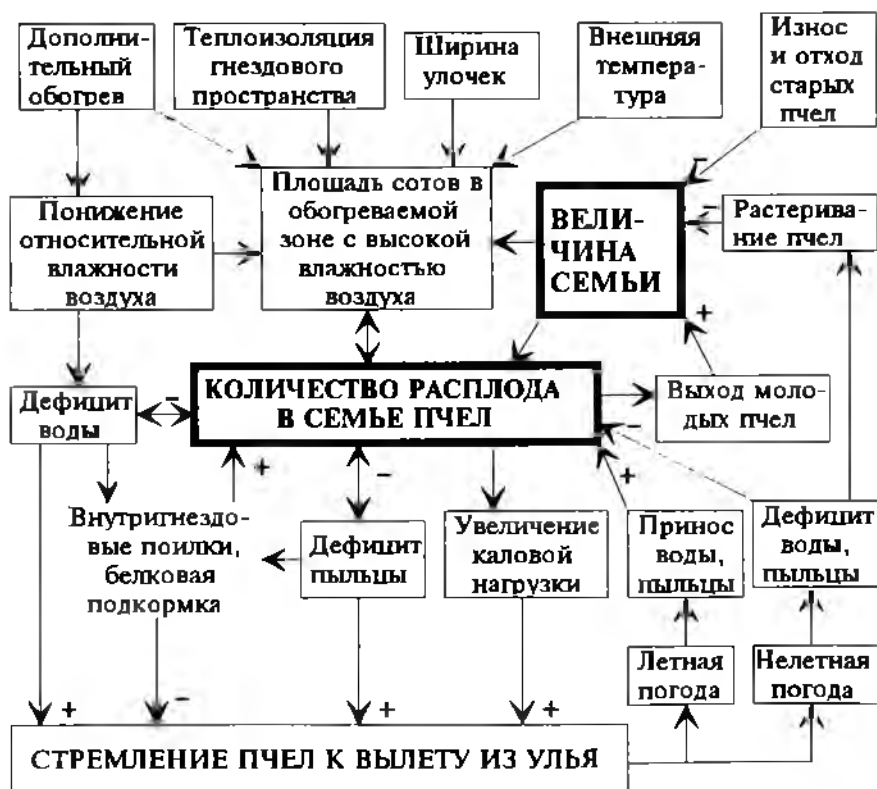 Дополни-
тельный
обогрев
Теплоизоляция
гнездового
пространства
Ширина
улочек
Внешняя
темпера-
тура
Износ
и отход
старых
пчел
Понижение
относительной
влажности
воздуха
Площадь сотов в
обогреваемой
зоне с высокой
влажностью
воздуха
ВЕЛИ-
ЧИНА
СЕМЬИ
–
–
Растерива-
ние пчел
+
Дефицит
воды
–
КОЛИЧЕСТВО РАСПЛОДА
В СЕМЬЕ ПЧЕЛ
–
Выход моло-
дых пчел
+
–
+
Внутригнездо-
вые поилки,
белковая
подкормка
Дефицит
пыльцы
Увеличение
каловой
нагрузки
Принос
воды,
пыльцы
Дефицит
воды,
пыльцы
Летная
погода
Нелетная
погода
+
–
+
+
СТРЕМЛЕНИЕ ПЧЕЛ К ВЫЛЕТУ ИЗ УЛЬЯ